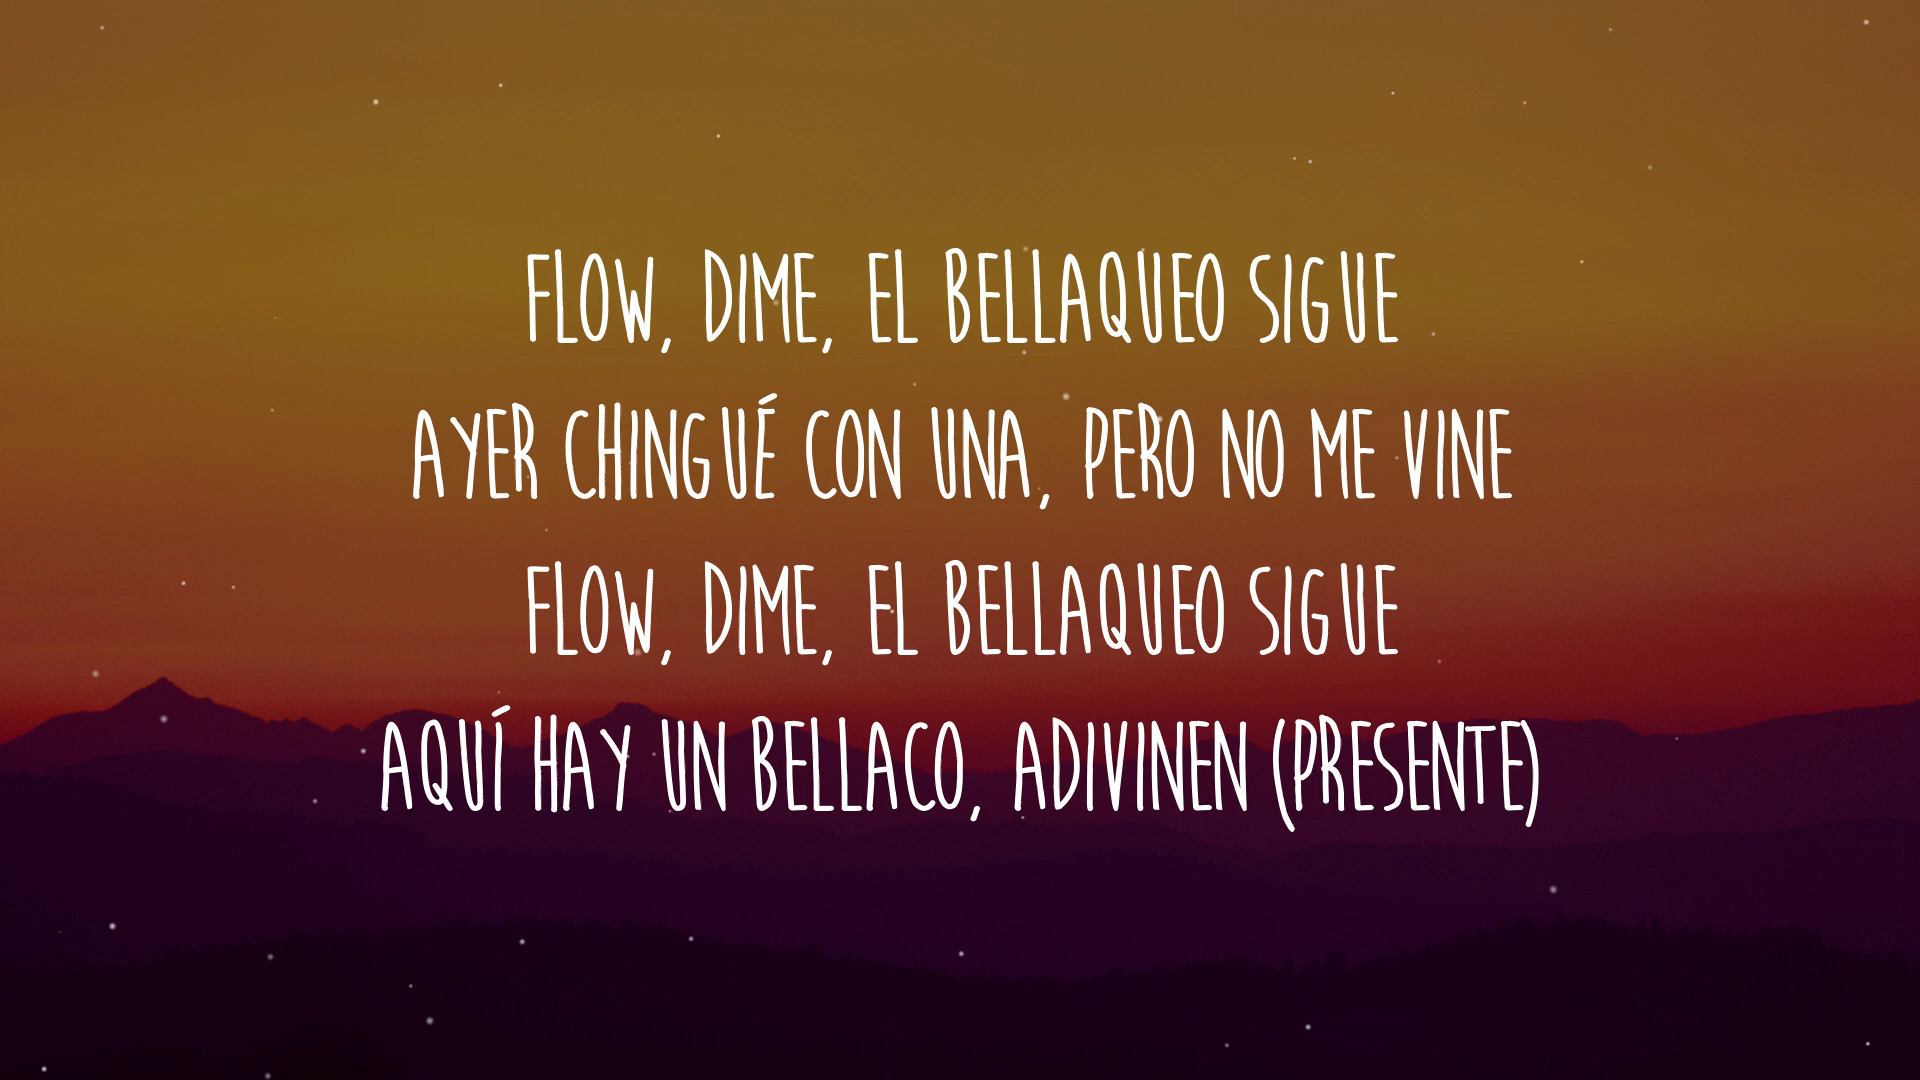 FLOW, DIME, EL BELLAQUEO SIGUE
AYER CHINGUÉ CON UNA, PERO NO ME VINE
FLOW, DIME, EL BELLAQUEO SIGUE
AQUÍ HAY UN BELLACO, ADIVINEN (PRESENTE)